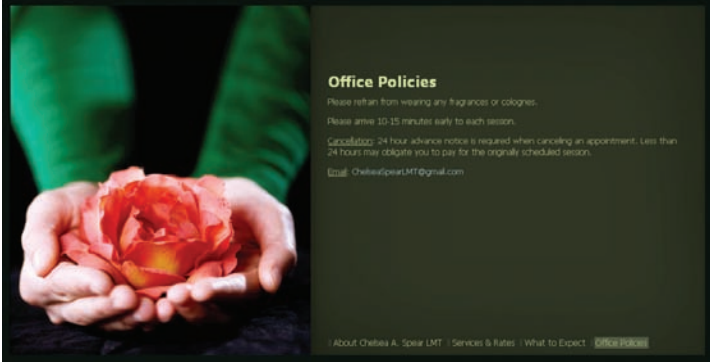 Office Policies
Please refrain from wearing any fragrances or colognes.
Please arrive 10-15 minutes early to each session.
Cancellation: 24 hour advance notice is required when canceling an appointment. Less than
24 hours may obligate you to pay for the originally scheduled session.
Email: ChelseaSpearLMT@gmail.com
| About Chelsea A. Spear LMT | Services & Rates | What to Expect | Office Policies